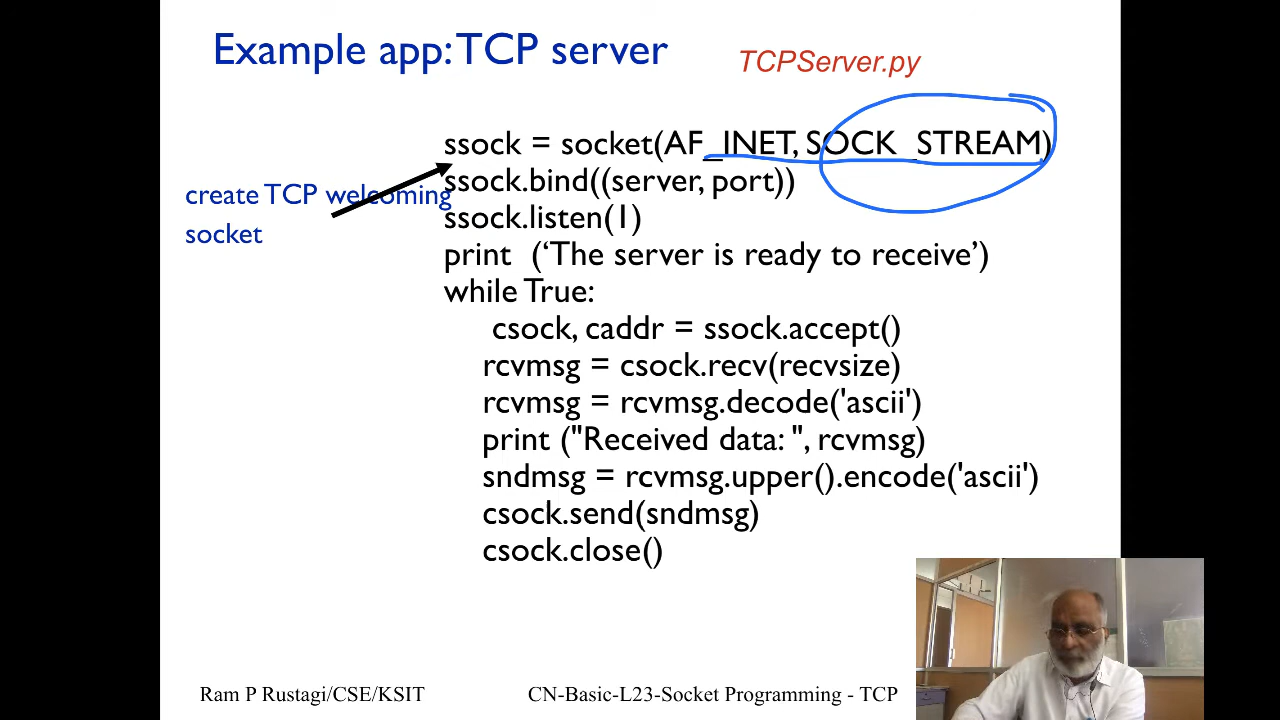 Example app: TCP server
TCPServer.py
ssock = socket(AF_INET, SOCK_STREAM)
create TCP welcoming
socket
ssock.bind((server, port))
ssock.listen(1)
print (‘The server is ready to receive’)
while True:
csock, caddr = ssock.accept()
rcvmsg = csock.recv(recvsize)
rcvmsg = rcvmsg.decode('ascii')
print ("Received data: ", rcvmsg)
sndmsg = rcvmsg.upper().encode('ascii')
csock.send(sndmsg)
csock.close()
Ram P Rustagi/CSE/KSIT
CN-Basic-L23-Socket Programming - TCP